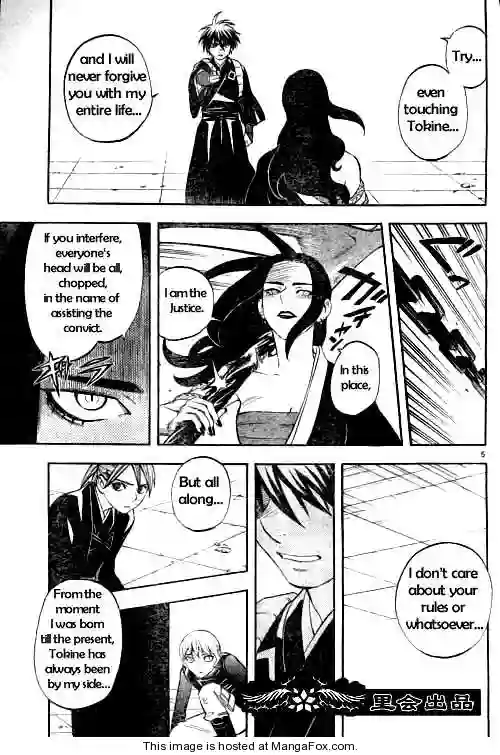 Try...
even
touching
Tokine...
and I will
never forgive
you with my
entire life...
In this
place,
I am the
Justice.
If you interfere,
everyone's
head will be all,
chopped,
in the name of
assisting the
convict.
5
I don't care
about your
rules or
whatsoever...
But all
along...
From the
moment
I was born
till the present,
Tokine has
always been
by my side...
里会出品
This image is hosted at MangaFox.com